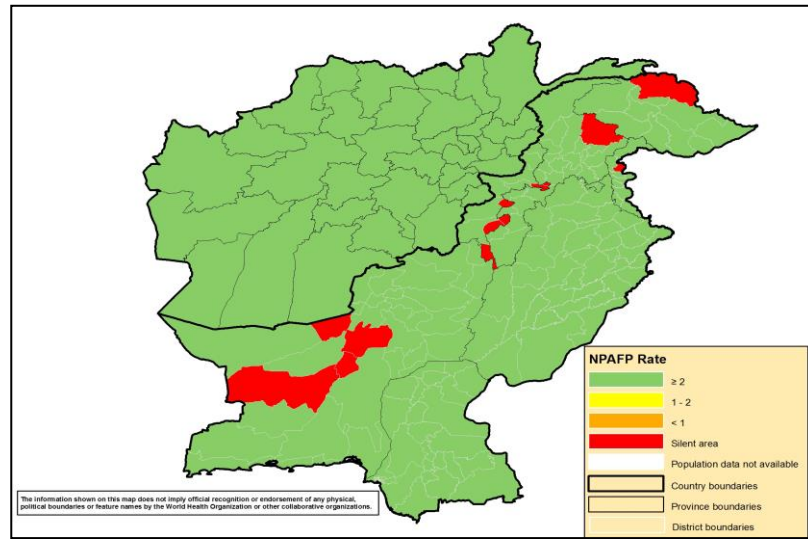 NPAFP Rate
≥ 2
1 - 2
< 1
Silent area
Population data not available
Country boundaries
Province boundaries
District boundaries
The information shown on this map does not imply official recognition or endorsement of any physical,
political boundaries or feature names by the World Health Organization or other collaborative organizations.